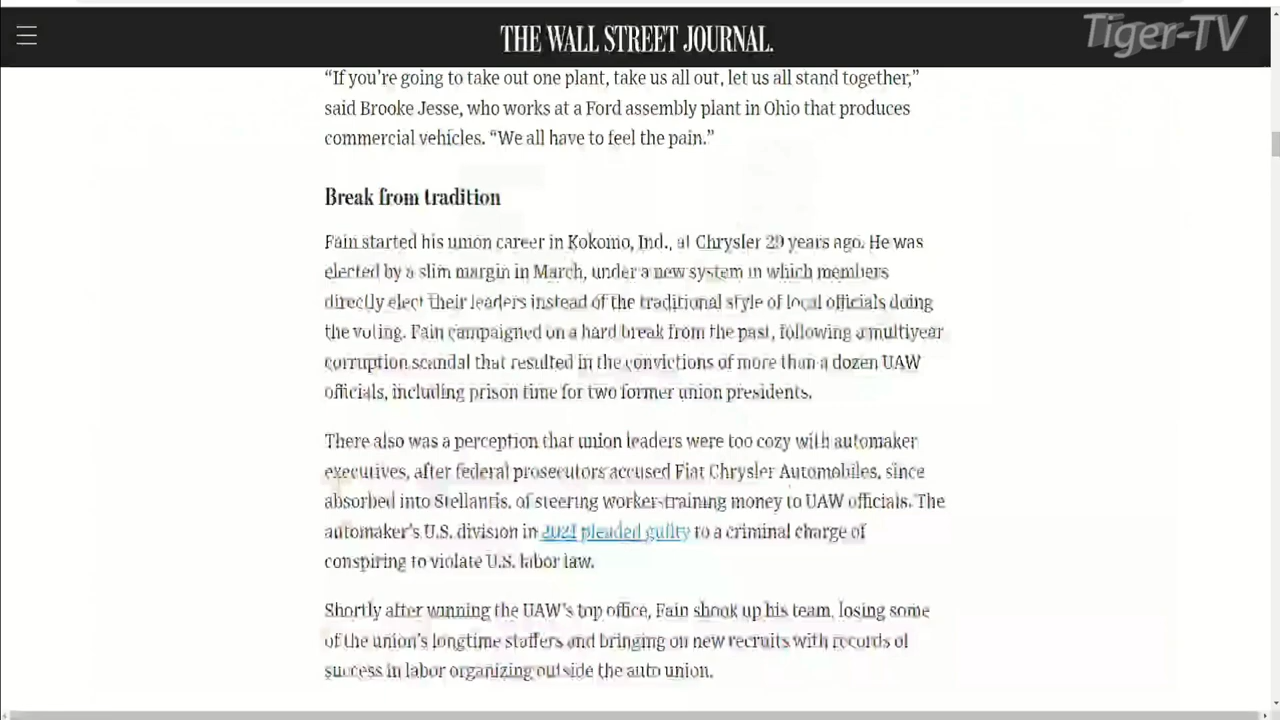 THE WALL STREET JOURNAL.
Tiger-TV
“If you’re going to take out one plant, take us all out, let us all stand together,”
said Brooke Jesse, who works at a Ford assembly plant in Ohio that produces
commercial vehicles. “We all have to feel the pain.”
Break from tradition
Fain started his union career in Kokomo, Ind., at Chrysler 29 years ago. He was
elected by a slim margin in March, under a new system in which members
directly elect their leaders instead of the traditional style of local officials doing
the voting. Fain campaigned on a hard break from the past, following a multiyear
corruption scandal that resulted in the convictions of more than a dozen UAW
officials, including prison time for two former union presidents.
There also was a perception that union leaders were too cozy with automaker
executives, after federal prosecutors accused Fiat Chrysler Automobiles, since
absorbed into Stellantis, of steering worker-training money to UAW officials. The
automaker’s U.S. division in 2021 pleaded guilty to a criminal charge of
conspiring to violate U.S. labor law.
Shortly after winning the UAW’s top office, Fain shook up his team, losing some
of the union’s longtime staffers and bringing on new recruits with records of
success in labor organizing outside the auto union.